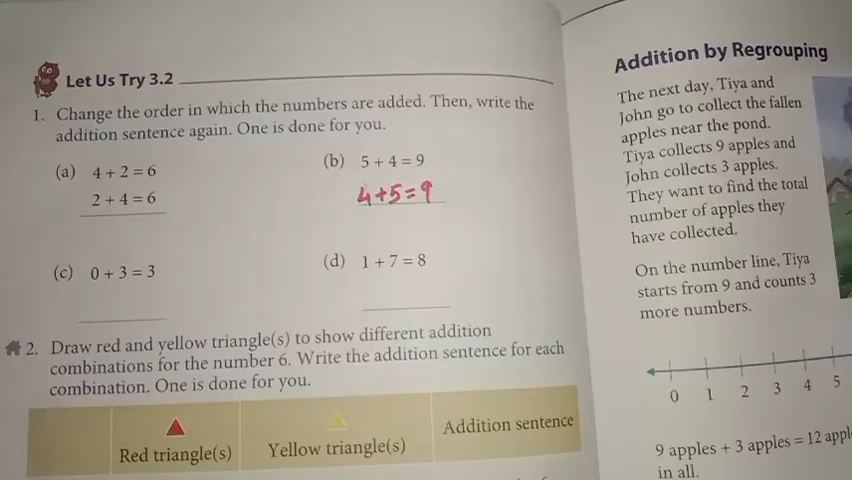 Let Us Try 3.2
1. Change the order in which the numbers are added. Then, write the
addition sentence again. One is done for you.
(a) 4 + 2 = 6
2 + 4 = 6
(b) 5 + 4 = 9
4+5=9
(c) 0 + 3 = 3
(d) 1 + 7 = 8
2. Draw red and yellow triangle(s) to show different addition
combinations for the number 6. Write the addition sentence for each
combination. One is done for you.
Red triangle(s)
Yellow triangle(s)
Addition sentence
Addition by Regrouping
The next day, Tiya and
John go to collect the fallen
apples near the pond.
Tiya collects 9 apples and
John collects 3 apples.
They want to find the total
number of apples they
have collected.
On the number line, Tiya
starts from 9 and counts 3
more numbers.
0 1 2 3 4 5
9 apples + 3 apples = 12
in all.